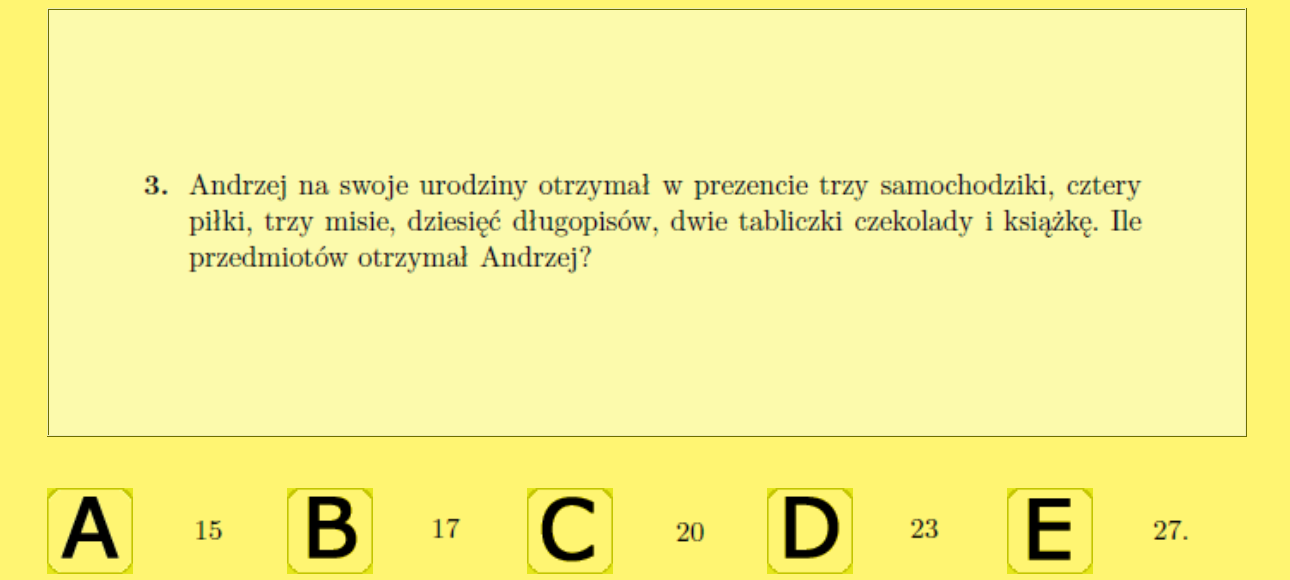 3. Andrzej na swoje urodziny otrzymał w prezencie trzy samochodziki, cztery
piłki, trzy misie, dziesięć długopisów, dwie tabliczki czekolady i książkę. Ile
przedmiotów otrzymał Andrzej?
A 15 B 17 C 20 D 23 E 27.